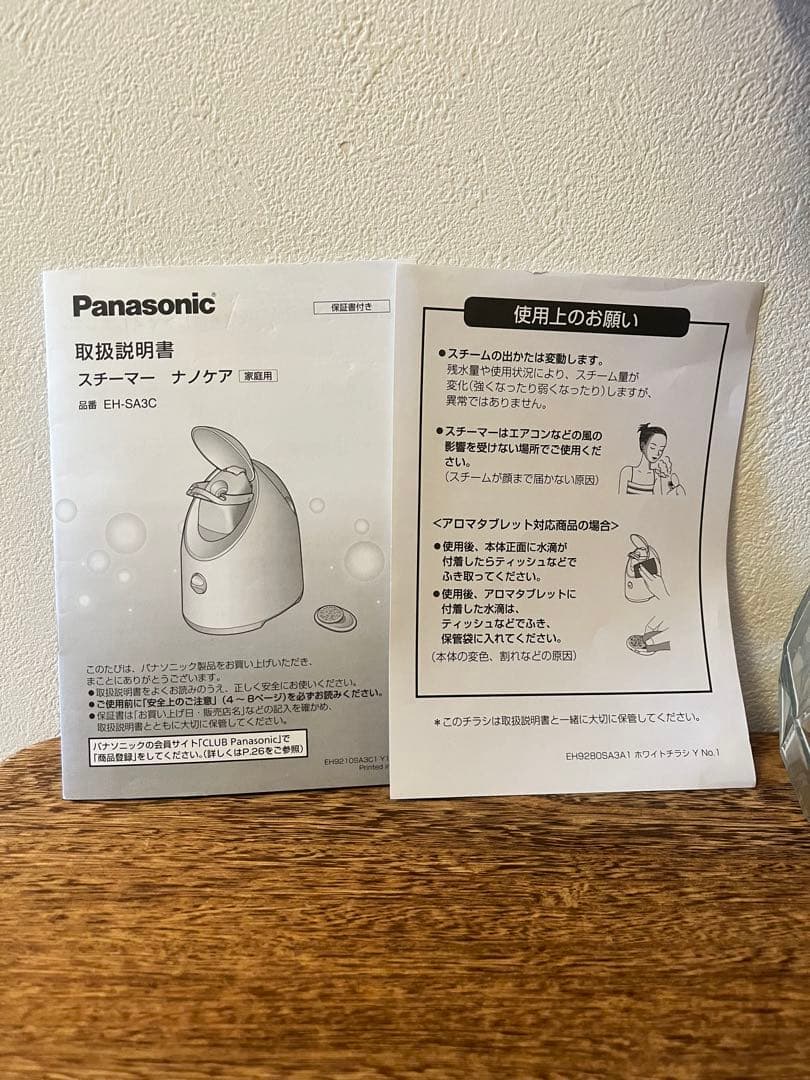 Panasonic
保証書付き
取扱説明書
スチーマー ナノケア 家庭用
品番 EH-SA3C
このたびは、パナソニック製品をお買い上げいただき、
まことにありがとうございます。
●取扱説明書をよくお読みのうえ、正しく安全にお使いください。
●ご使用前に「安全上のご注意」(4～8ページ)を必ずお読みください。
●保証書は「お買い上げ日・販売店名」などの記入を確かめ、
取扱説明書とともに大切に保管してください。
パナソニックの会員サイト「CLUB Panasonic」で
「商品登録」をしてください。(詳しくはP.26をご参照)
EH9210SA3C1
Printed in
使用上のお願い
●スチームの出かたは変動します。
残水量や使用状況により、スチーム量が
変化(強くなったり弱くなったり)しますが、
異常ではありません。
●スチーマーはエアコンなどの風の
影響を受けない場所でご使用くだ
さい。
(スチームが顔まで届かない原因)
<アロマタブレット対応商品の場合>
●使用後、本体正面に水滴が
付着したらティッシュなどで
ふき取ってください。
●使用後、アロマタブレットに
付着した水滴は、
ティッシュなどでふき、
保管袋に入れてください。
(本体の変色、割れなどの原因)
＊このチラシは取扱説明書と一緒に大切に保管してください。
EH9280SA3A1 ホワイトチラシ Y No.1